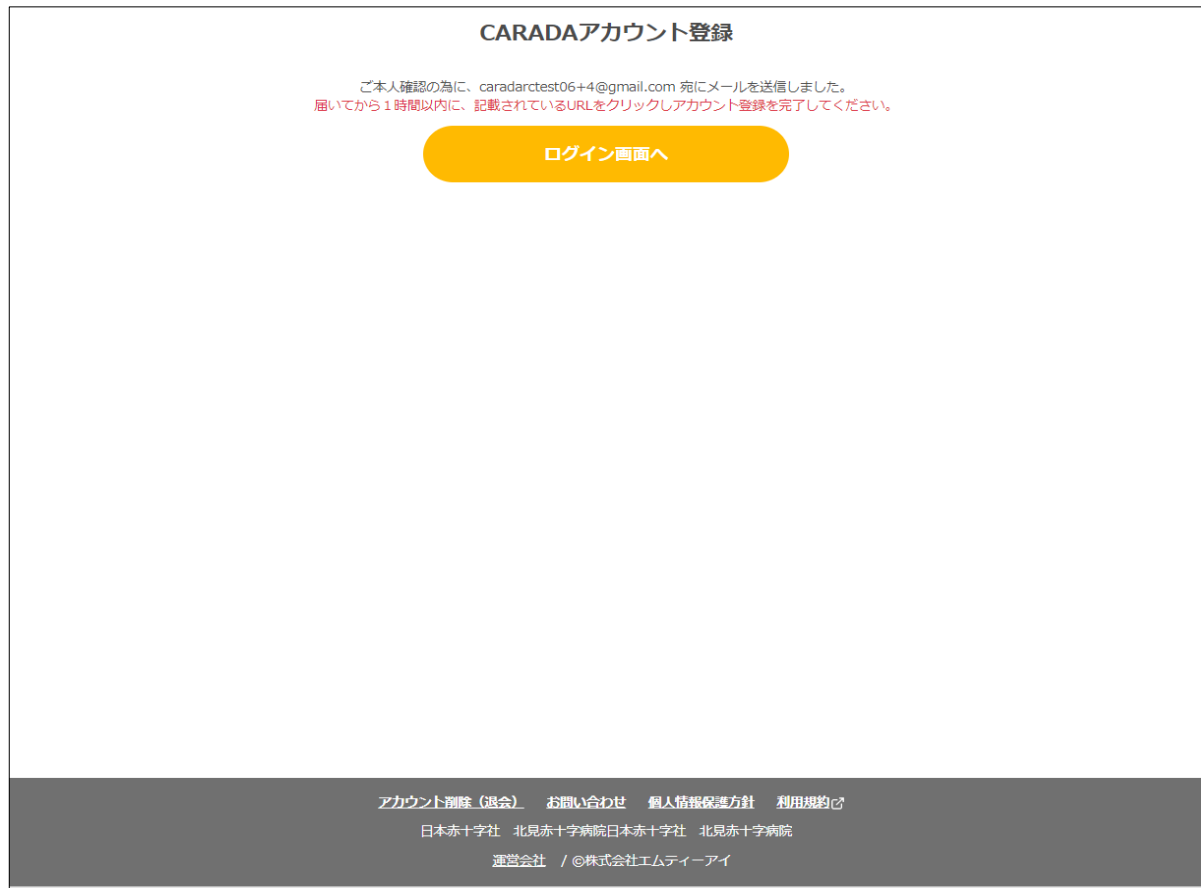 CARADAアカウント登録
ご本人確認の為に、caradarctest06+4@gmail.com 宛にメールを送信しました。
届いてから１時間以内に、記載されているURLをクリックしアカウント登録を完了してください。
ログイン画面へ
アカウント削除（退会） お問い合わせ 個人情報保護方針 利用規約
日本赤十字社　北見赤十字病院日本赤十字社　北見赤十字病院
運営会社 / ©株式会社エムティーアイ